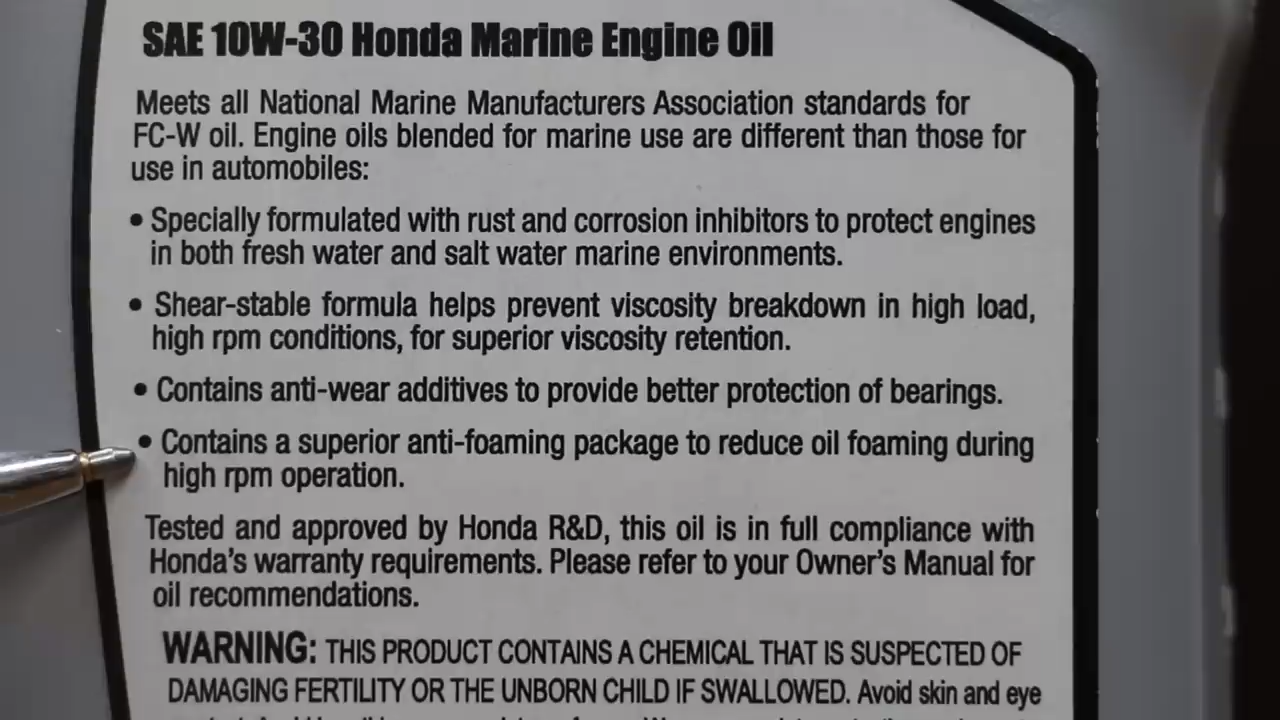 SAE 10W-30 Honda Marine Engine Oil
Meets all National Marine Manufacturers Association standards for
FC-W oil. Engine oils blended for marine use are different than those for
use in automobiles:
• Specially formulated with rust and corrosion inhibitors to protect engines
in both fresh water and salt water marine environments.
• Shear-stable formula helps prevent viscosity breakdown in high load,
high rpm conditions, for superior viscosity retention.
• Contains anti-wear additives to provide better protection of bearings.
• Contains a superior anti-foaming package to reduce oil foaming during
high rpm operation.
Tested and approved by Honda R&D, this oil is in full compliance with
Honda's warranty requirements. Please refer to your Owner's Manual for
oil recommendations.
WARNING: THIS PRODUCT CONTAINS A CHEMICAL THAT IS SUSPECTED OF
DAMAGING FERTILITY OR THE UNBORN CHILD IF SWALLOWED. Avoid skin and eye